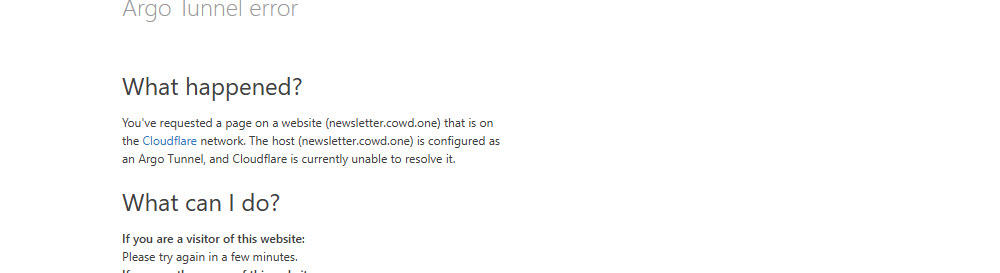 Argo Tunnel error
What happened?
You've requested a page on a website (newsletter.cowd.one) that is on
the Cloudflare network. The host (newsletter.cowd.one) is configured as
an Argo Tunnel, and Cloudflare is currently unable to resolve it.
What can I do?
If you are a visitor of this website:
Please try again in a few minutes.